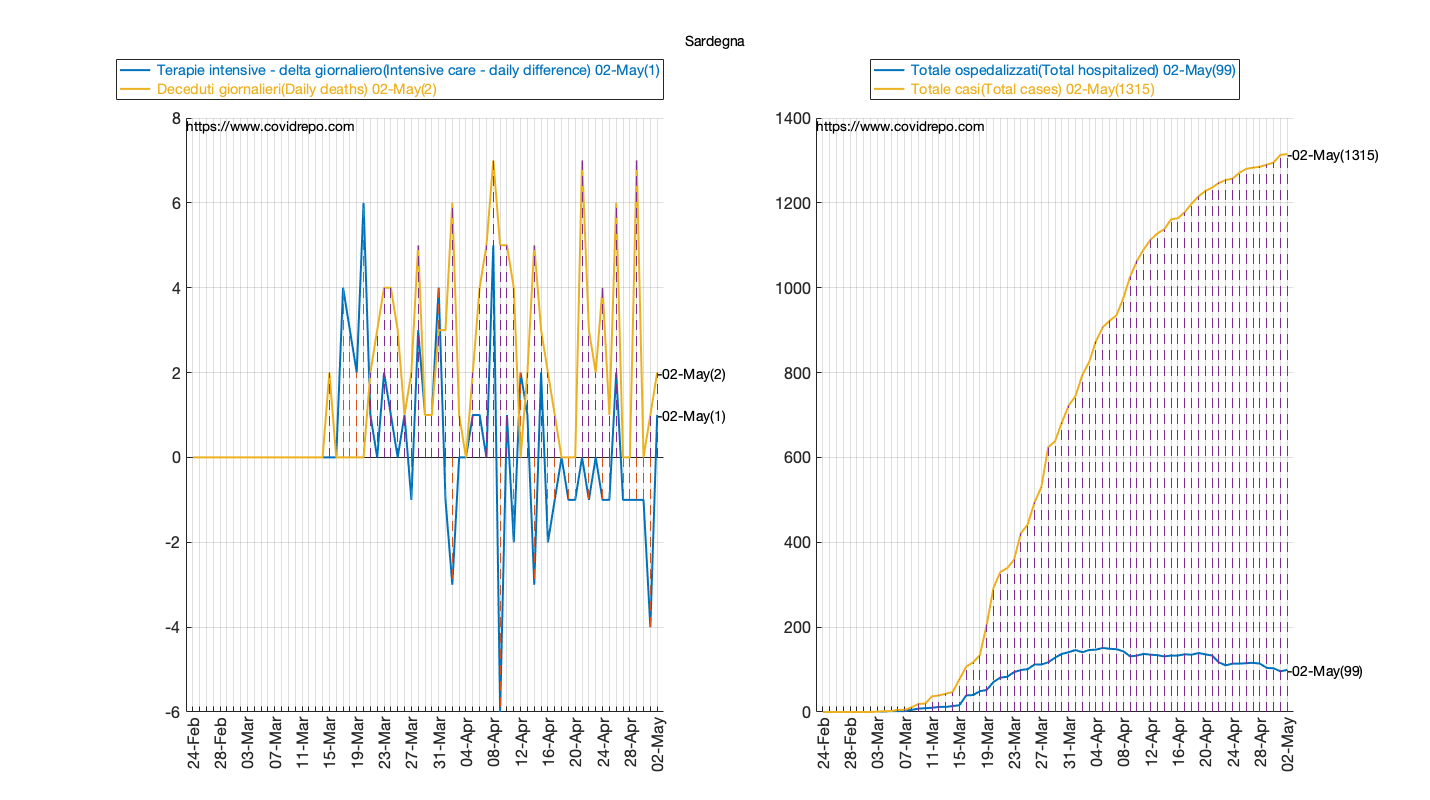 Sardegna
Terapie intensive - delta giornaliero(Intensive care - daily difference) 02-May(1)
Deceduti giornalieri(Daily deaths) 02-May(2)
https://www.covidrepo.com
8
6
4
2
0
-2
-4
-6
02-May(2)
02-May(1)
24-Feb
28-Feb
03-Mar
07-Mar
11-Mar
15-Mar
19-Mar
23-Mar
27-Mar
31-Mar
04-Apr
08-Apr
12-Apr
16-Apr
20-Apr
24-Apr
28-Apr
02-May
Totale ospedalizzati(Total hospitalized) 02-May(99)
Totale casi(Total cases) 02-May(1315)
https://www.covidrepo.com
1400
1200
1000
800
600
400
200
0
02-May(1315)
02-May(99)
24-Feb
28-Feb
03-Mar
07-Mar
11-Mar
15-Mar
19-Mar
23-Mar
27-Mar
31-Mar
04-Apr
08-Apr
12-Apr
16-Apr
20-Apr
24-Apr
28-Apr
02-May